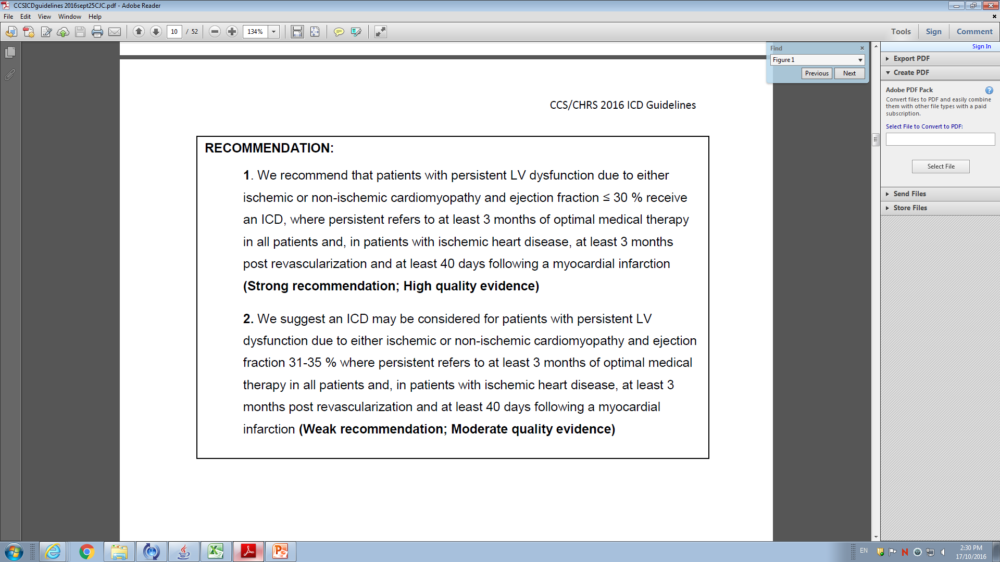 CCSICDguidelines 2016sept25CJC.pdf - Adobe Reader
File Edit View Window Help
10 / 52 134% Tools Sign Comment
Sign In
Find
Figure 1
Previous Next
Export PDF
Create PDF
Adobe PDF Pack
Convert files to PDF and easily combine
them with other file types with a paid
subscription.
Select File to Convert to PDF:
Select File
Send Files
Store Files
CCS/CHRS 2016 ICD Guidelines
RECOMMENDATION:
1. We recommend that patients with persistent LV dysfunction due to either
ischemic or non-ischemic cardiomyopathy and ejection fraction ≤ 30 % receive
an ICD, where persistent refers to at least 3 months of optimal medical therapy
in all patients and, in patients with ischemic heart disease, at least 3 months
post revascularization and at least 40 days following a myocardial infarction
(Strong recommendation; High quality evidence)
2. We suggest an ICD may be considered for patients with persistent LV
dysfunction due to either ischemic or non-ischemic cardiomyopathy and ejection
fraction 31-35 % where persistent refers to at least 3 months of optimal medical
therapy in all patients and, in patients with ischemic heart disease, at least 3
months post revascularization and at least 40 days following a myocardial
infarction (Weak recommendation; Moderate quality evidence)
EN
2:30 PM
17/10/2016